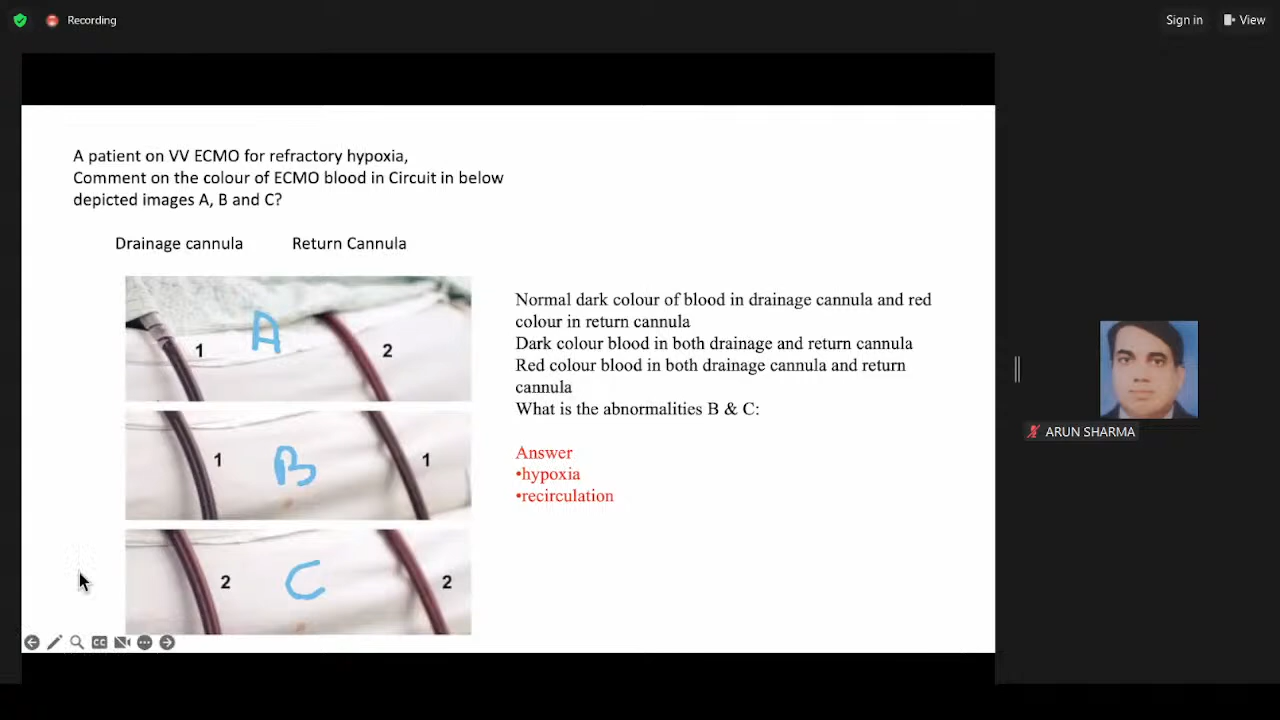 Recording
Sign in
View
A patient on VV ECMO for refractory hypoxia,
Comment on the colour of ECMO blood in Circuit in below
depicted images A, B and C?
Drainage cannula
Return Cannula
1
A
2
1
B
1
2
C
2
Normal dark colour of blood in drainage cannula and red
colour in return cannula
Dark colour blood in both drainage and return cannula
Red colour blood in both drainage cannula and return
cannula
What is the abnormalities B & C:
Answer
•hypoxia
•recirculation
CC
ARUN SHARMA